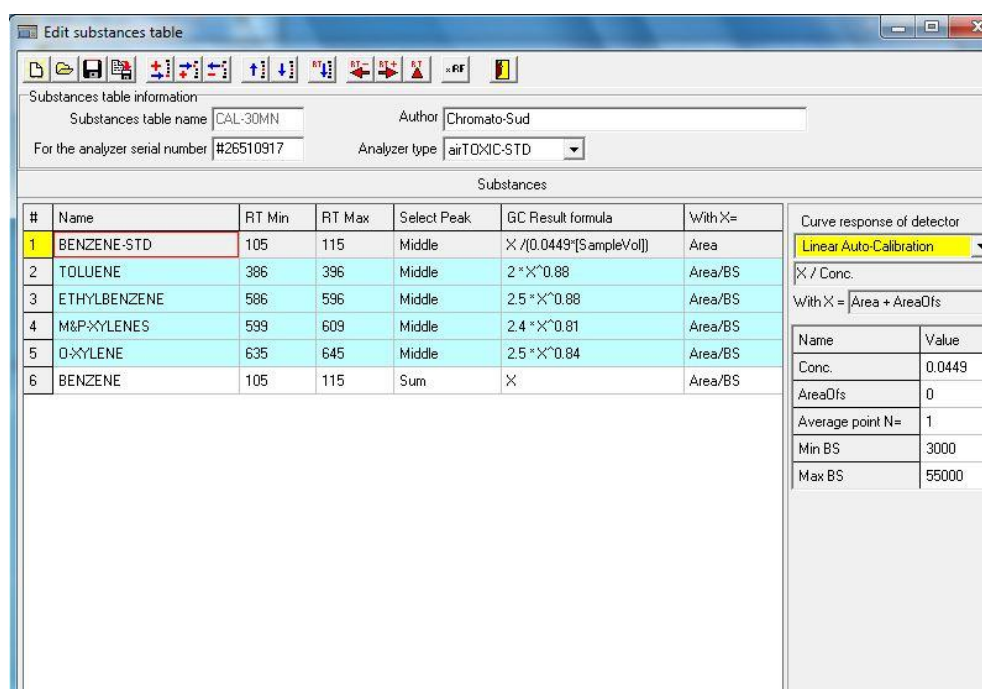 Edit substances table
RT RT- RT+ RT ×RF
Substances table information
Substances table name CAL-30MN Author Chromato-Sud
For the analyzer serial number #26510917 Analyzer type airTOXIC-STD
Substances
# Name RT Min RT Max Select Peak GC Result formula With X=
1 BENZENE-STD 105 115 Middle X /(0.0449*[SampleVol]) Area
2 TOLUENE 386 396 Middle 2 * X^0.88 Area/BS
3 ETHYLBENZENE 586 596 Middle 2.5 * X^0.88 Area/BS
4 M&P-XYLENES 599 609 Middle 2.4 * X^0.81 Area/BS
5 O-XYLENE 635 645 Middle 2.5 * X^0.84 Area/BS
6 BENZENE 105 115 Sum X Area/BS
Curve response of detector
Linear Auto-Calibration
X / Conc.
With X = Area + AreaOfs
Name Value
Conc. 0.0449
AreaOfs 0
Average point N= 1
Min BS 3000
Max BS 55000